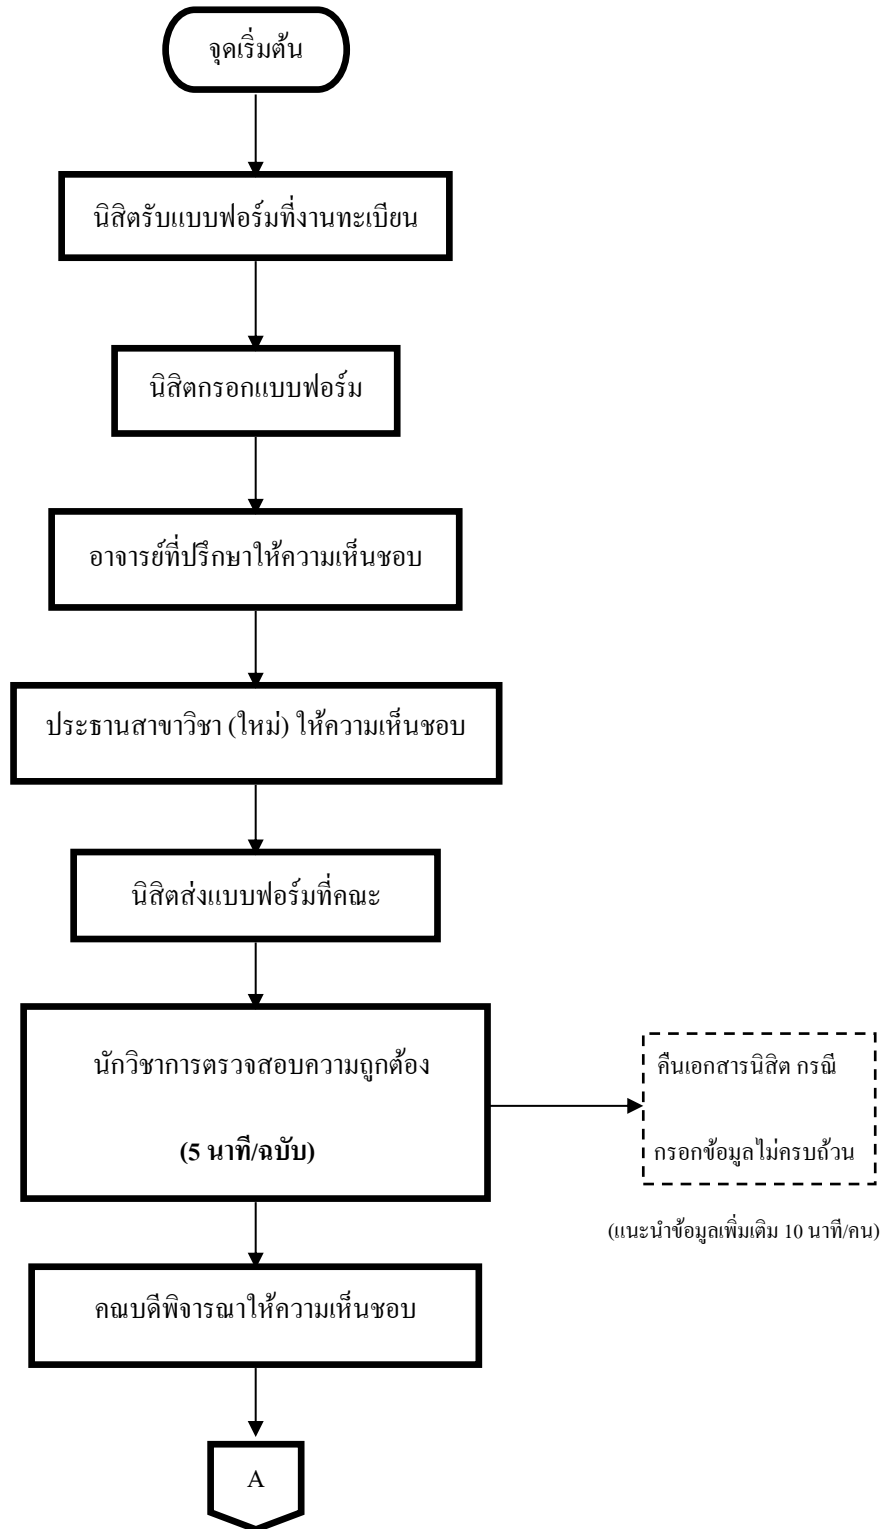 จุดเริ่มต้น
นิสิตรับแบบฟอร์มที่งานทะเบียน
นิสิตกรอกแบบฟอร์ม
อาจารย์ที่ปรึกษาให้ความเห็นชอบ
ประธานสาขาวิชา (ใหม่) ให้ความเห็นชอบ
นิสิตส่งแบบฟอร์มที่คณะ
นักวิชาการตรวจสอบความถูกต้อง
(5 นาที/ฉบับ)
คืนเอกสารนิสิต กรณี
กรอกข้อมูลไม่ครบถ้วน
(แนะนำข้อมูลเพิ่มเติม 10 นาที/คน)
คณบดีพิจารณาให้ความเห็นชอบ
A